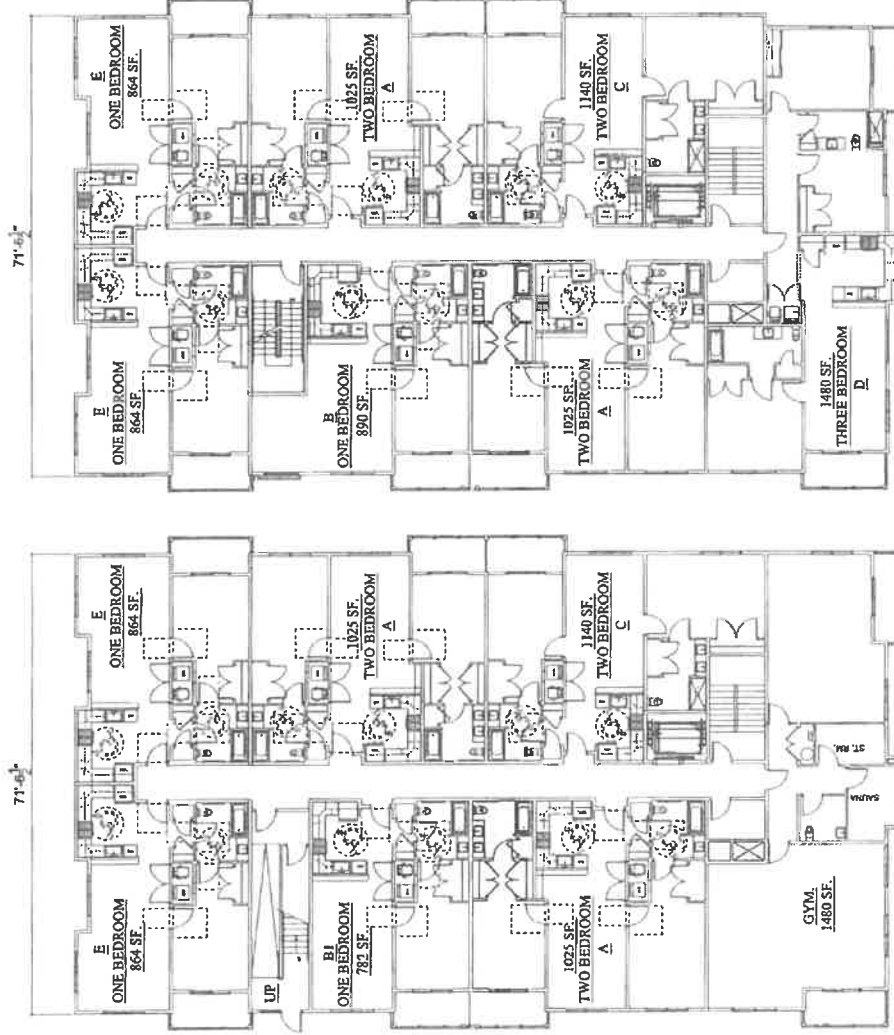 71'-6½"
E
ONE BEDROOM
864 SF.
E
ONE BEDROOM
864 SF.
B
ONE BEDROOM
890 SF.
1025 SF.
TWO BEDROOM
A
1025 SF.
TWO BEDROOM
A
1140 SF.
TWO BEDROOM
C
1480 SF.
THREE BEDROOM
D
71'-6½"
E
ONE BEDROOM
864 SF.
E
ONE BEDROOM
864 SF.
UP
B1
ONE BEDROOM
782 SF.
1025 SF.
TWO BEDROOM
A
1025 SF.
TWO BEDROOM
A
1140 SF.
TWO BEDROOM
C
GYM.
1480 SF.
SAUNA
ST. RM.